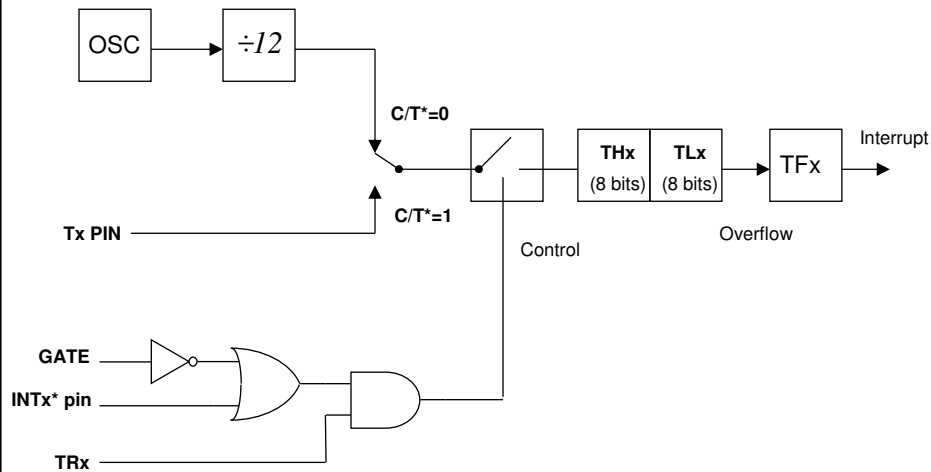 OSC
÷12
C/T*=0
Interrupt
THx
(8 bits)
TLx
(8 bits)
TFx
C/T*=1
Tx PIN
Overflow
Control
GATE
INTx* pin
TRx